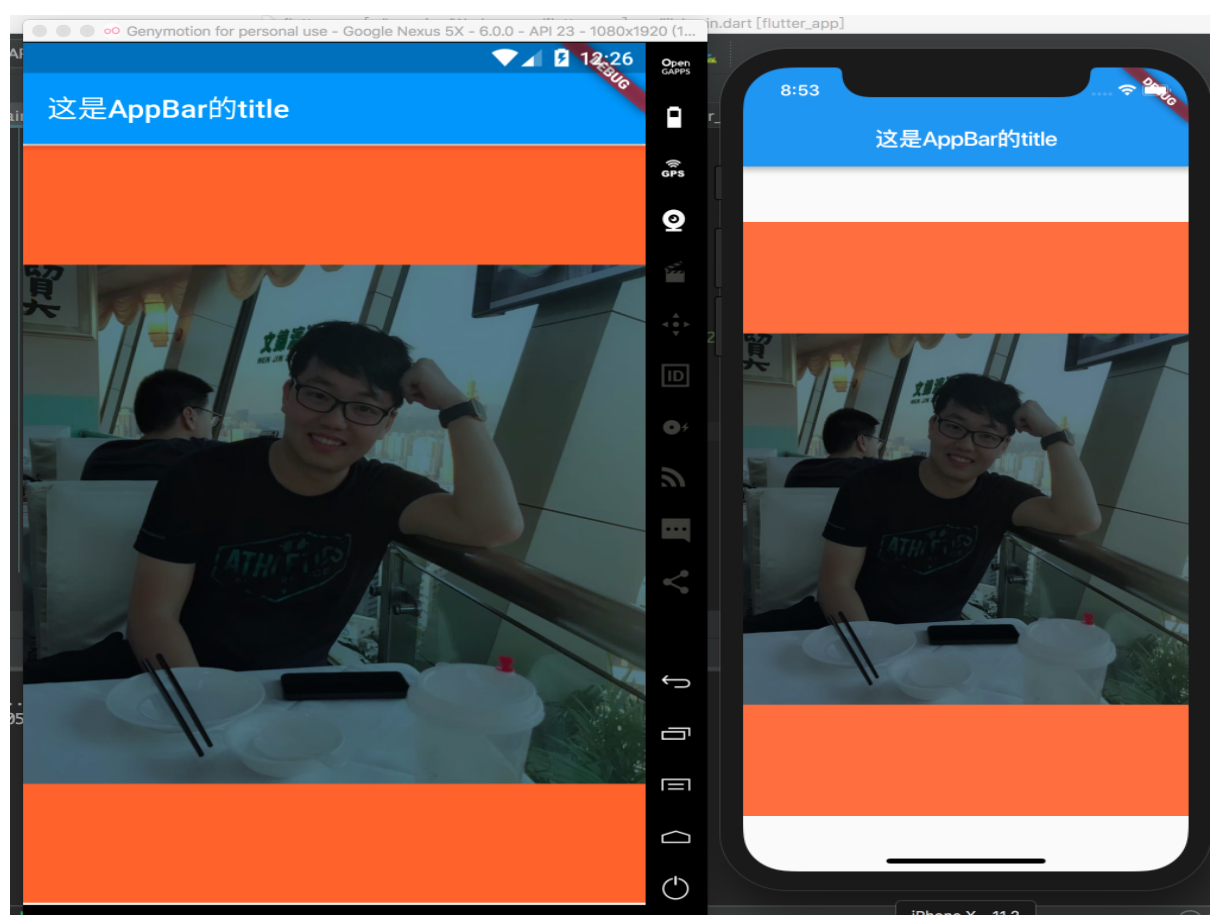 in.dart [flutter_app]
Genymotion for personal use - Google Nexus 5X - 6.0.0 - API 23 - 1080x1920 (1...
12:26
DEBUG
Open
GAPPS
这是AppBar的title
GPS
ID
文錦
ATHLETICS
8:53
DEBUG
这是AppBar的title
iPhone X - 11.2